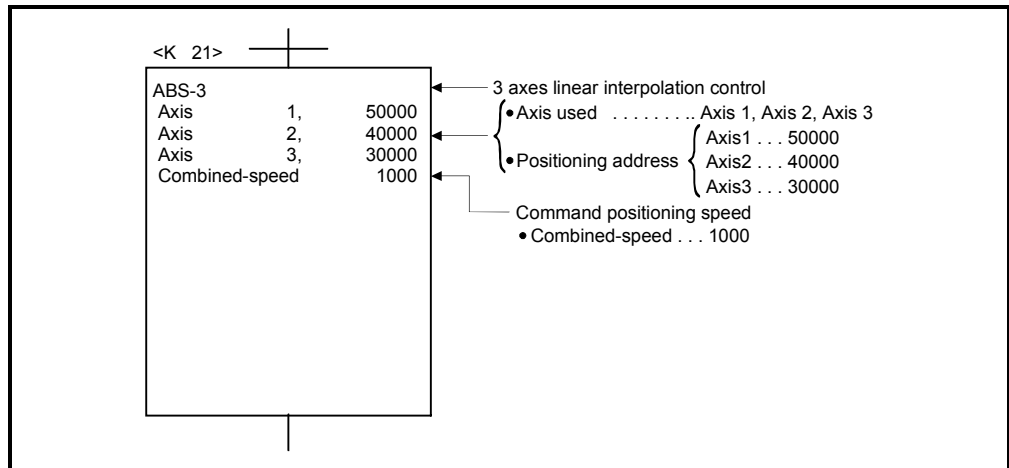 <K 21>
ABS-3
Axis 1, 50000
Axis 2, 40000
Axis 3, 30000
Combined-speed 1000
3 axes linear interpolation control
•Axis used . . . . . . . .. Axis 1, Axis 2, Axis 3
•Positioning address
Axis1 . . . 50000
Axis2 . . . 40000
Axis3 . . . 30000
Command positioning speed
•Combined-speed . . . 1000